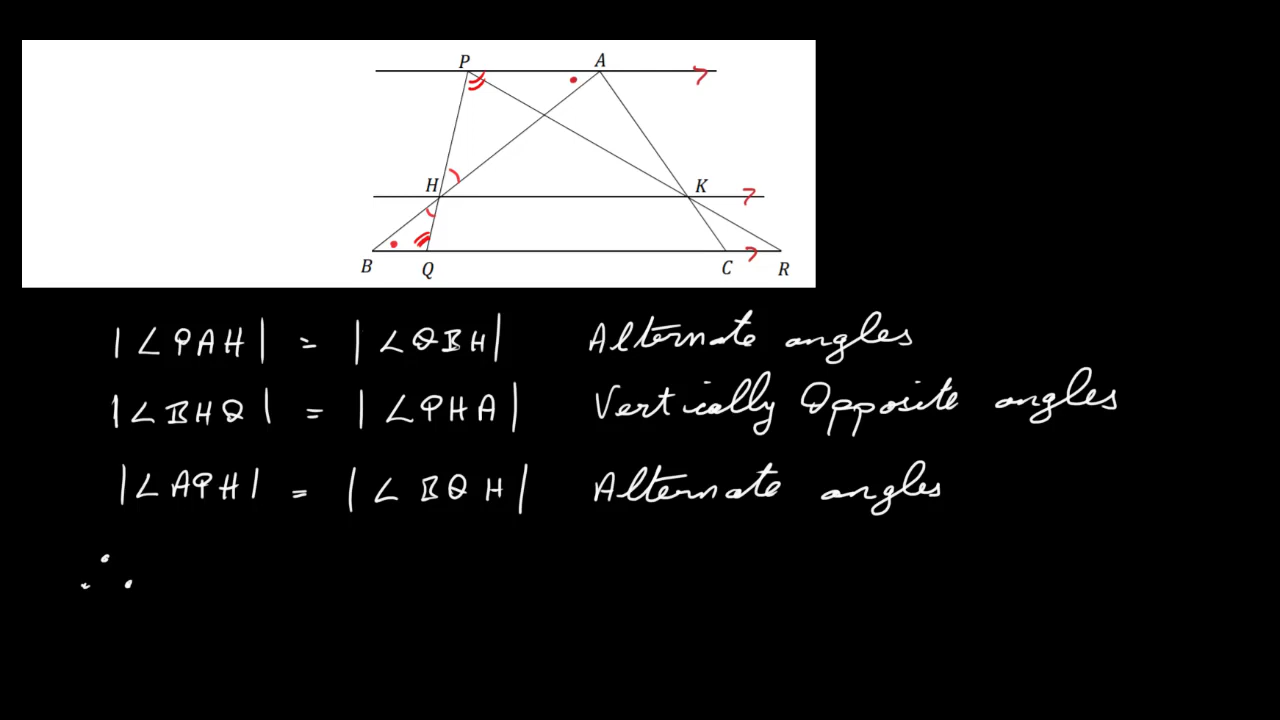 P A
H K
B Q C R
|∠PAH| = |∠QBH| Alternate angles
|∠BHQ| = |∠PHA| Vertically Opposite angles
|∠APH| = |∠BQH| Alternate angles
∴